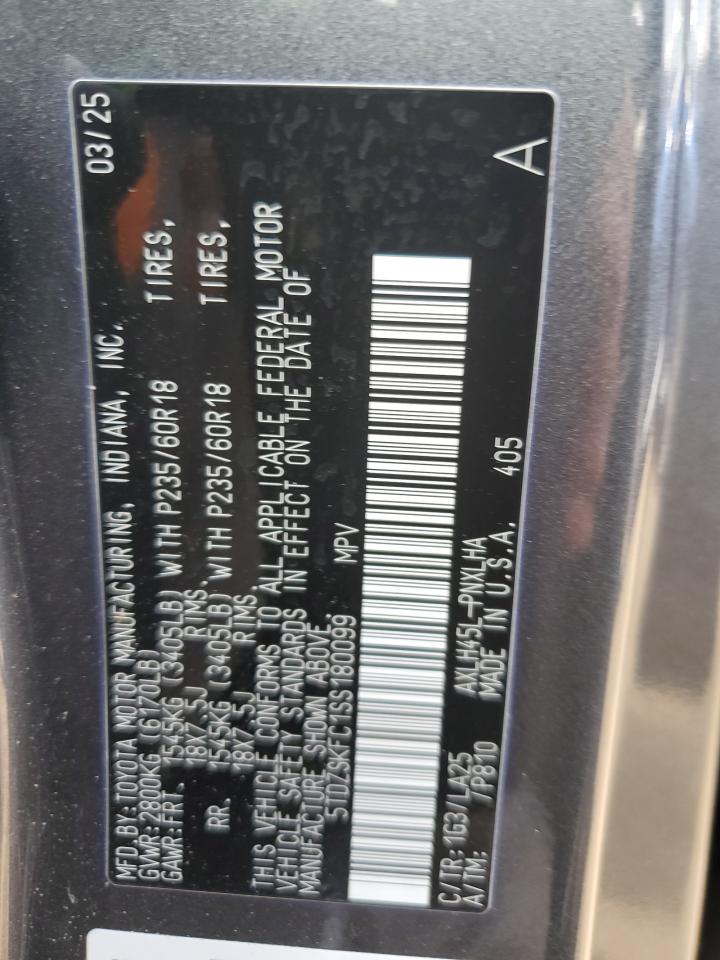 MFD.BY: TOYOTA MOTOR MANUFACTURING, INDIANA, INC. 03/25
GVWR: 2800KG (6170LB)
GAWR: FRT. 1545KG (3405LB) WITH P235/60R18 TIRES,
18X7.5J RIMS.
RR. 1545KG (3405LB) WITH P235/60R18 TIRES,
18X7.5J RIMS.
THIS VEHICLE CONFORMS TO ALL APPLICABLE FEDERAL MOTOR
VEHICLE SAFETY STANDARDS IN EFFECT ON THE DATE OF
MANUFACTURE SHOWN ABOVE.
5TDZSKFC1SS180099 MPV
C/TR: 1G3/LA25 AXLH45L-PNXLHA
A/TM: /P810 MADE IN U.S.A. 405 A